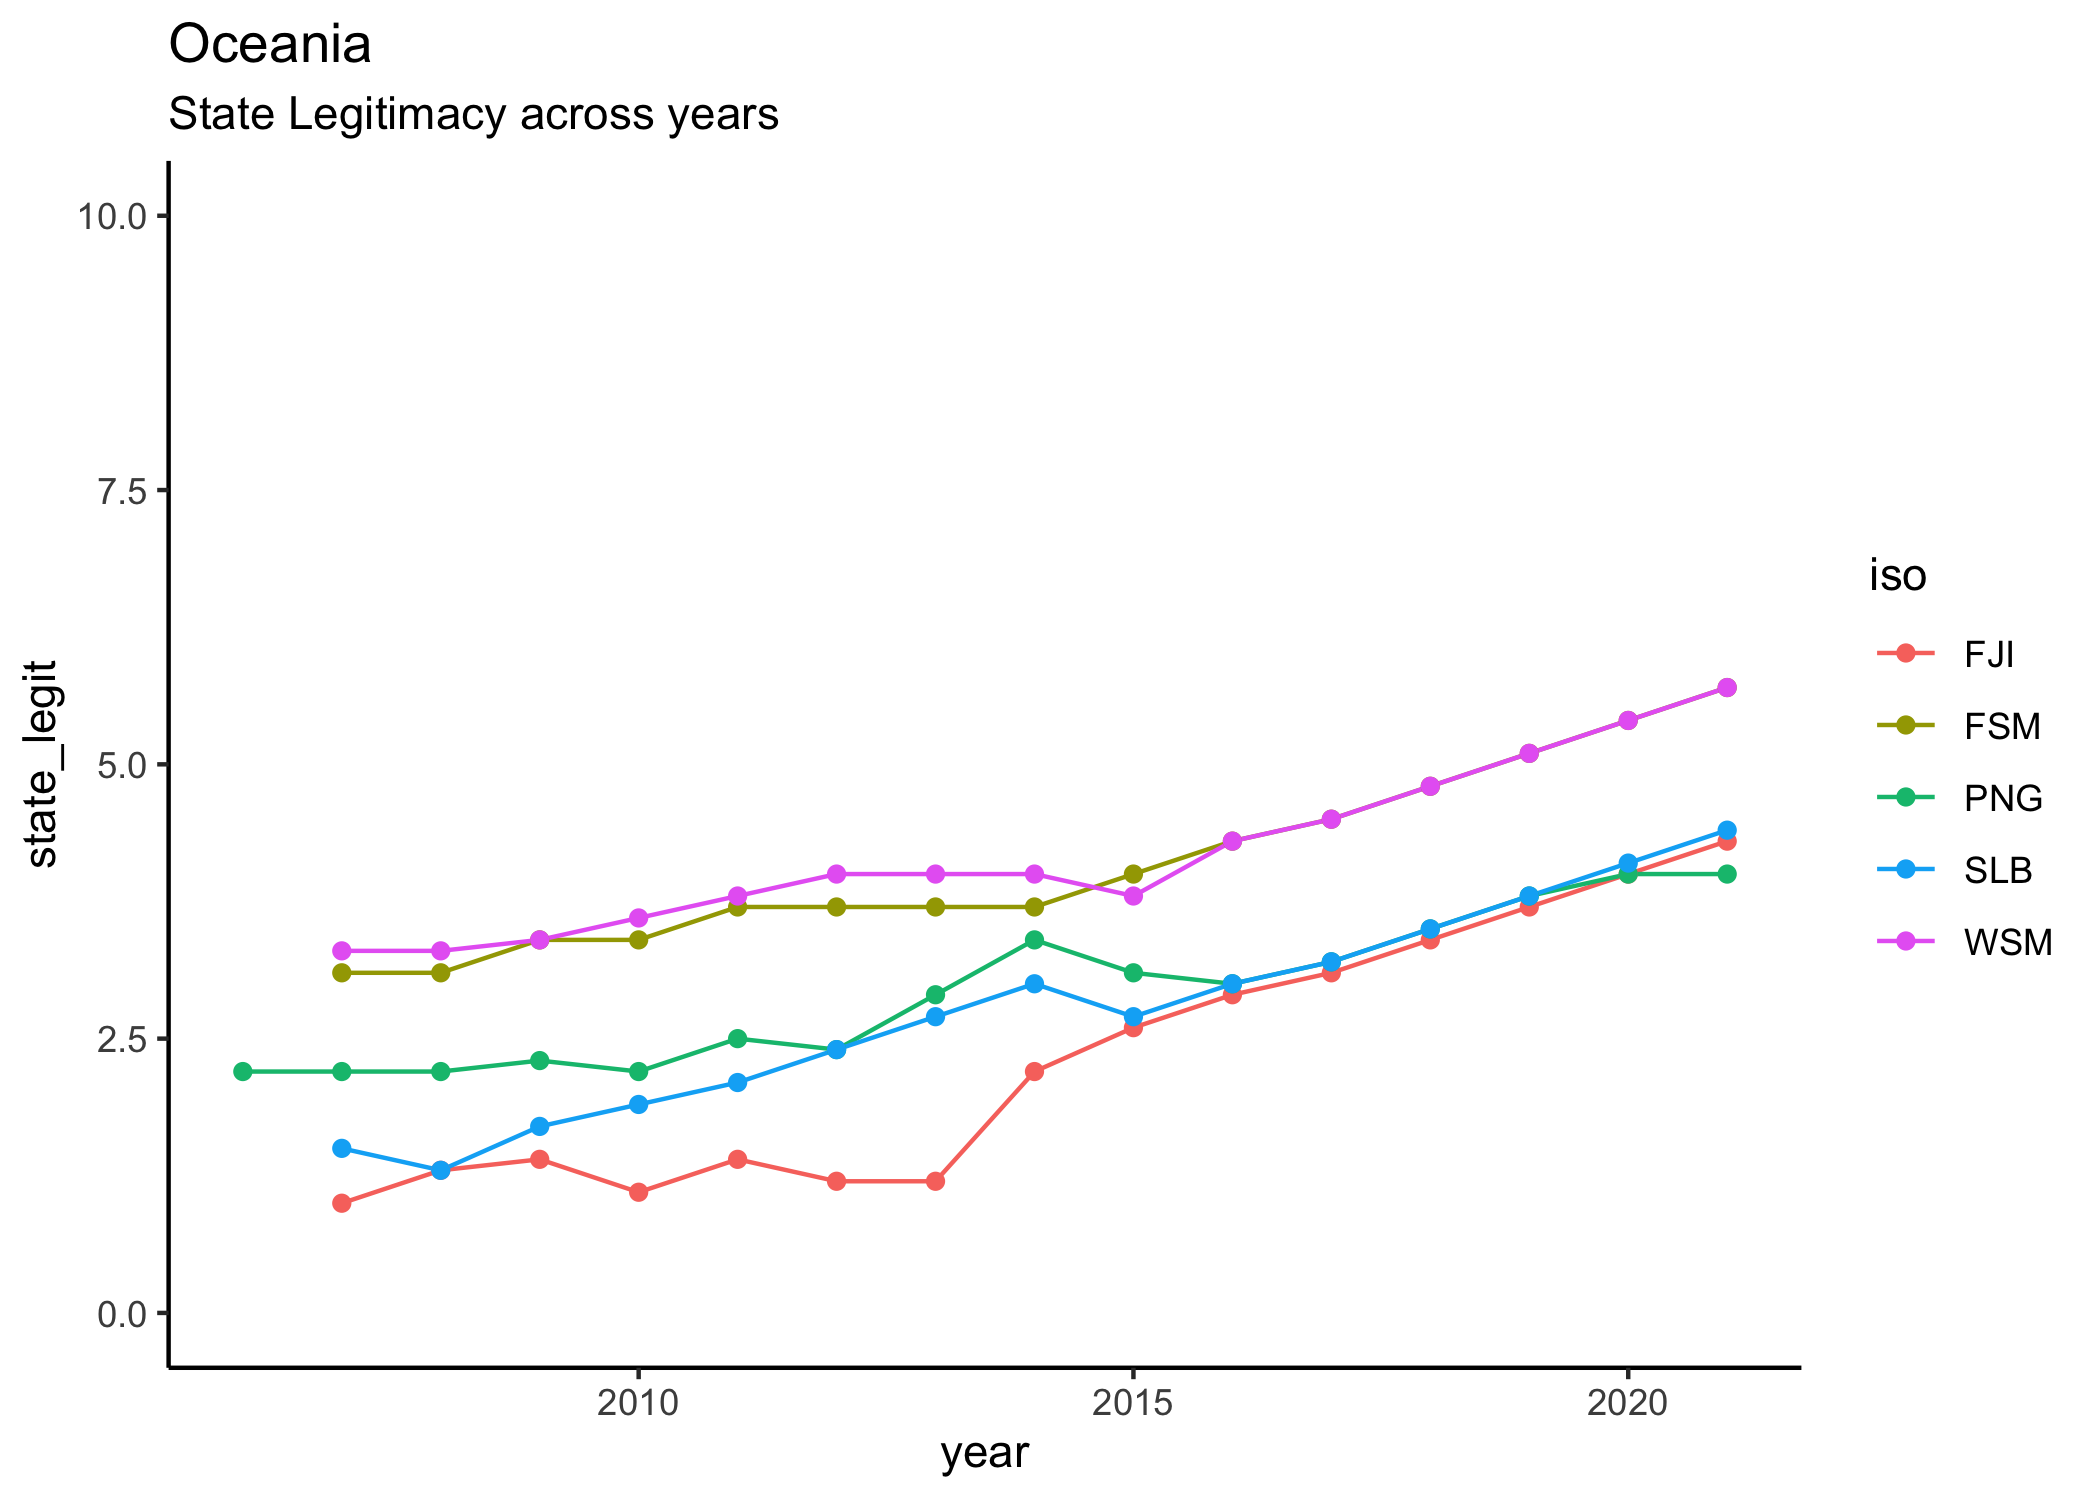 Oceania
State Legitimacy across years
10.0
7.5
5.0
2.5
0.0
state_legit
2010
2015
2020
year
iso
FJI
FSM
PNG
SLB
WSM